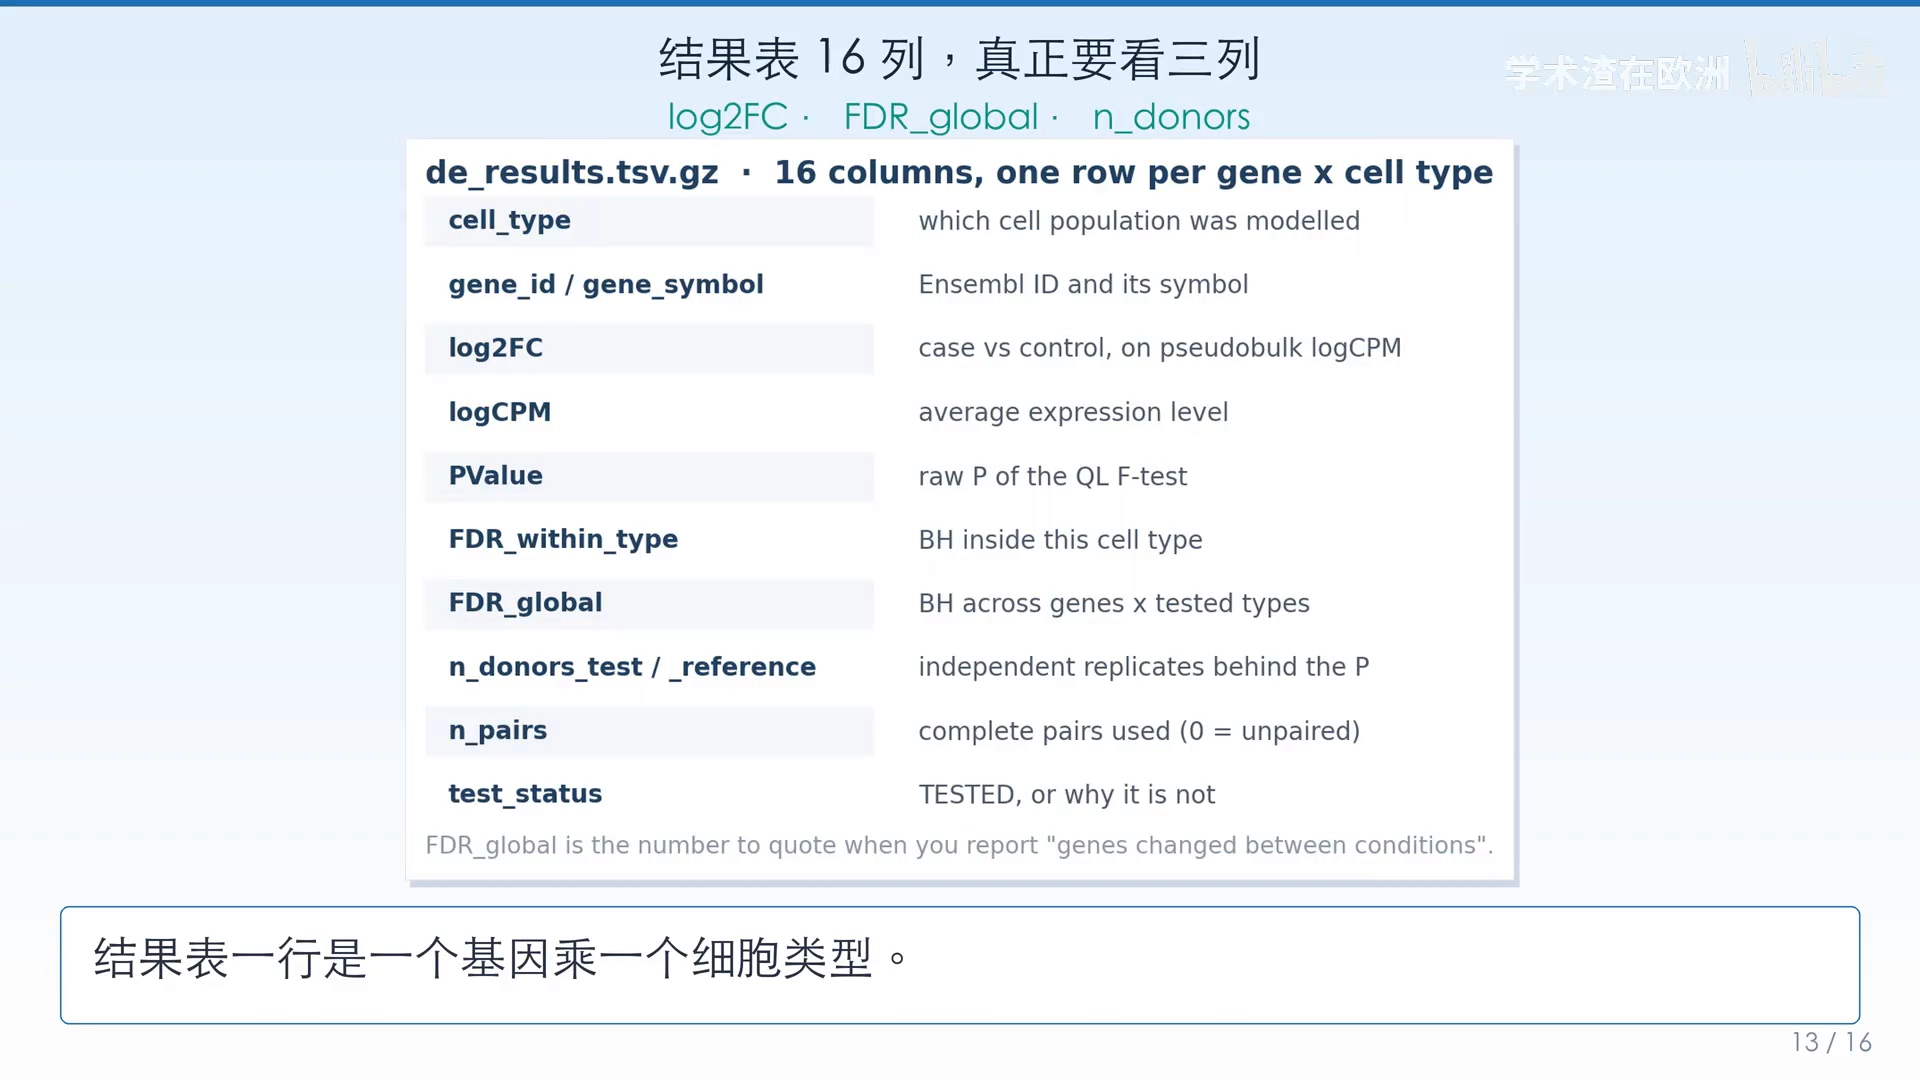 结果表 16 列，真正要看三列
学术渣在欧洲 bilibili
log2FC · FDR_global · n_donors
de_results.tsv.gz · 16 columns, one row per gene x cell type
cell_type which cell population was modelled
gene_id / gene_symbol Ensembl ID and its symbol
log2FC case vs control, on pseudobulk logCPM
logCPM average expression level
PValue raw P of the QL F-test
FDR_within_type BH inside this cell type
FDR_global BH across genes x tested types
n_donors_test / _reference independent replicates behind the P
n_pairs complete pairs used (0 = unpaired)
test_status TESTED, or why it is not
FDR_global is the number to quote when you report "genes changed between conditions".
结果表一行是一个基因乘一个细胞类型。
13 / 16